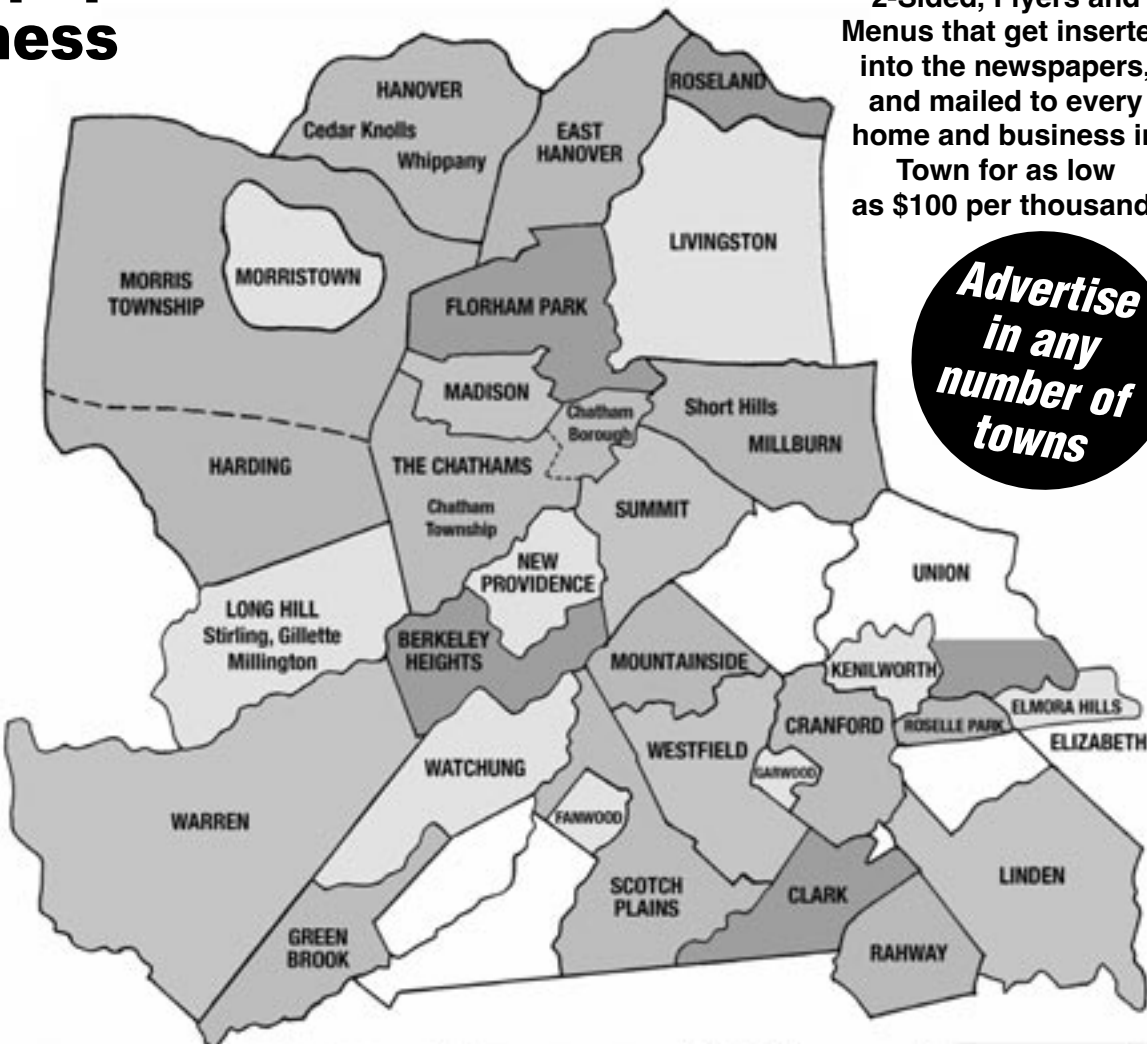 ness
2-Sided, Flyers and
Menus that get inserte
into the newspapers,
and mailed to every
home and business in
Town for as low
as $100 per thousand
Advertise
in any
number of
towns
HANOVER
Cedar Knolls
Whippany
EAST
HANOVER
ROSELAND
LIVINGSTON
MORRIS
TOWNSHIP
MORRISTOWN
FLORHAM PARK
MADISON
Chatham
Borough
Short Hills
MILLBURN
HARDING
THE CHATHAMS
Chatham
Township
SUMMIT
NEW
PROVIDENCE
UNION
LONG HILL
Stirling, Gillette
Millington
BERKELEY
HEIGHTS
MOUNTAINSIDE
KENILWORTH
ELMORA HILLS
ROSELLE PARK
CRANFORD
ELIZABETH
WESTFIELD
GARWOOD
WATCHUNG
WARREN
FANWOOD
SCOTCH
PLAINS
CLARK
LINDEN
GREEN
BROOK
RAHWAY